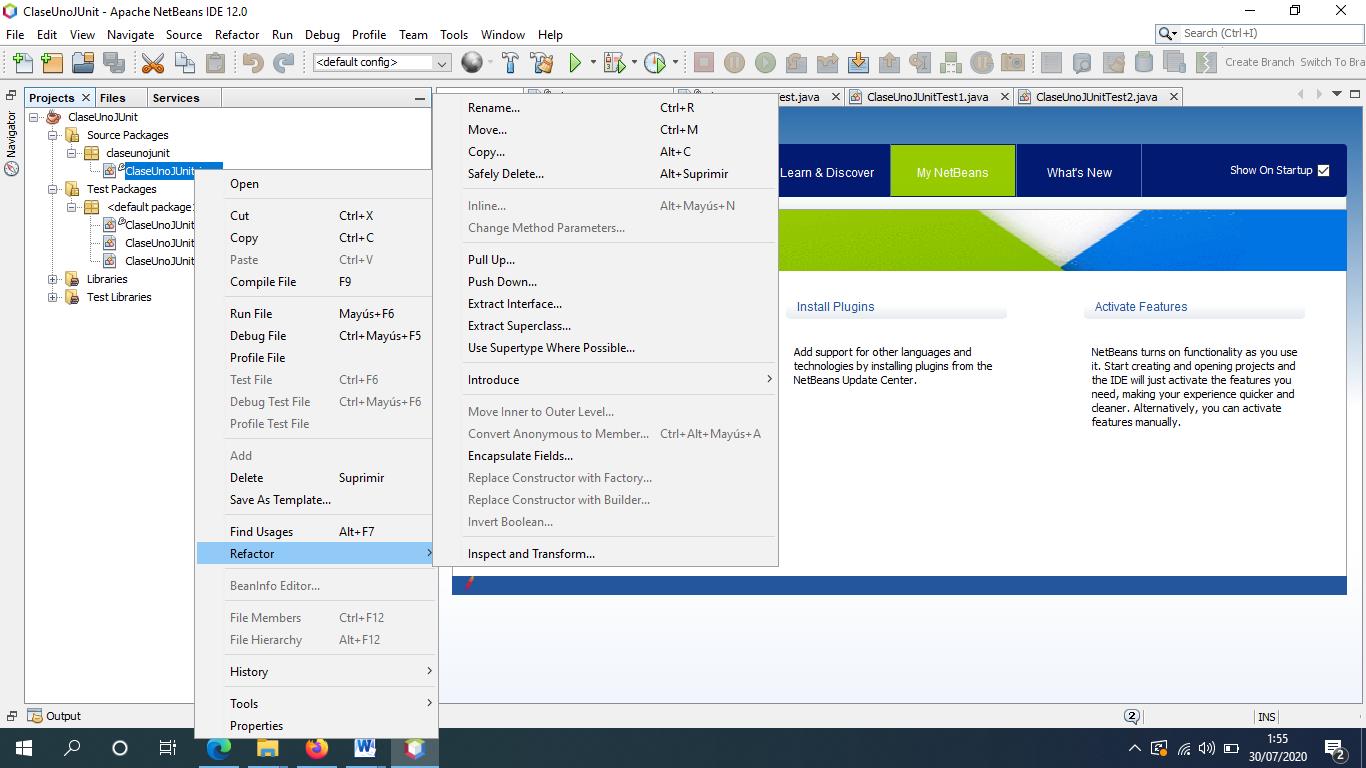 ClaseUnoJUnit - Apache NetBeans IDE 12.0
File Edit View Navigate Source Refactor Run Debug Profile Team Tools Window Help
Search (Ctrl+I)
<default config>
Create Branch Switch To Bra
Projects Files Services
est.java ClaseUnoJUnitTest1.java ClaseUnoJUnitTest2.java
Navigator
ClaseUnoJUnit
Source Packages
claseunojunit
ClaseUnoJUnit
Test Packages
<default package
ClaseUnoJUnit
ClaseUnoJUnit
ClaseUnoJUnit
Libraries
Test Libraries
Open
Cut Ctrl+X
Copy Ctrl+C
Paste Ctrl+V
Compile File F9
Run File Mayús+F6
Debug File Ctrl+Mayús+F5
Profile File
Test File Ctrl+F6
Debug Test File Ctrl+Mayús+F6
Profile Test File
Add
Delete Suprimir
Save As Template...
Find Usages Alt+F7
Refactor
BeanInfo Editor...
File Members Ctrl+F12
File Hierarchy Alt+F12
History
Tools
Properties
Rename... Ctrl+R
Move... Ctrl+M
Copy... Alt+C
Safely Delete... Alt+Suprimir
Inline... Alt+Mayús+N
Change Method Parameters...
Pull Up...
Push Down...
Extract Interface...
Extract Superclass...
Use Supertype Where Possible...
Introduce
Move Inner to Outer Level...
Convert Anonymous to Member... Ctrl+Alt+Mayús+A
Encapsulate Fields...
Replace Constructor with Factory...
Replace Constructor with Builder...
Invert Boolean...
Inspect and Transform...
Learn & Discover My NetBeans What's New Show On Startup
Install Plugins
Add support for other languages and
technologies by installing plugins from the
NetBeans Update Center.
Activate Features
NetBeans turns on functionality as you use
it. Start creating and opening projects and
the IDE will just activate the features you
need, making your experience quicker and
cleaner. Alternatively, you can activate
features manually.
Output
2
INS
1:55
30/07/2020
2